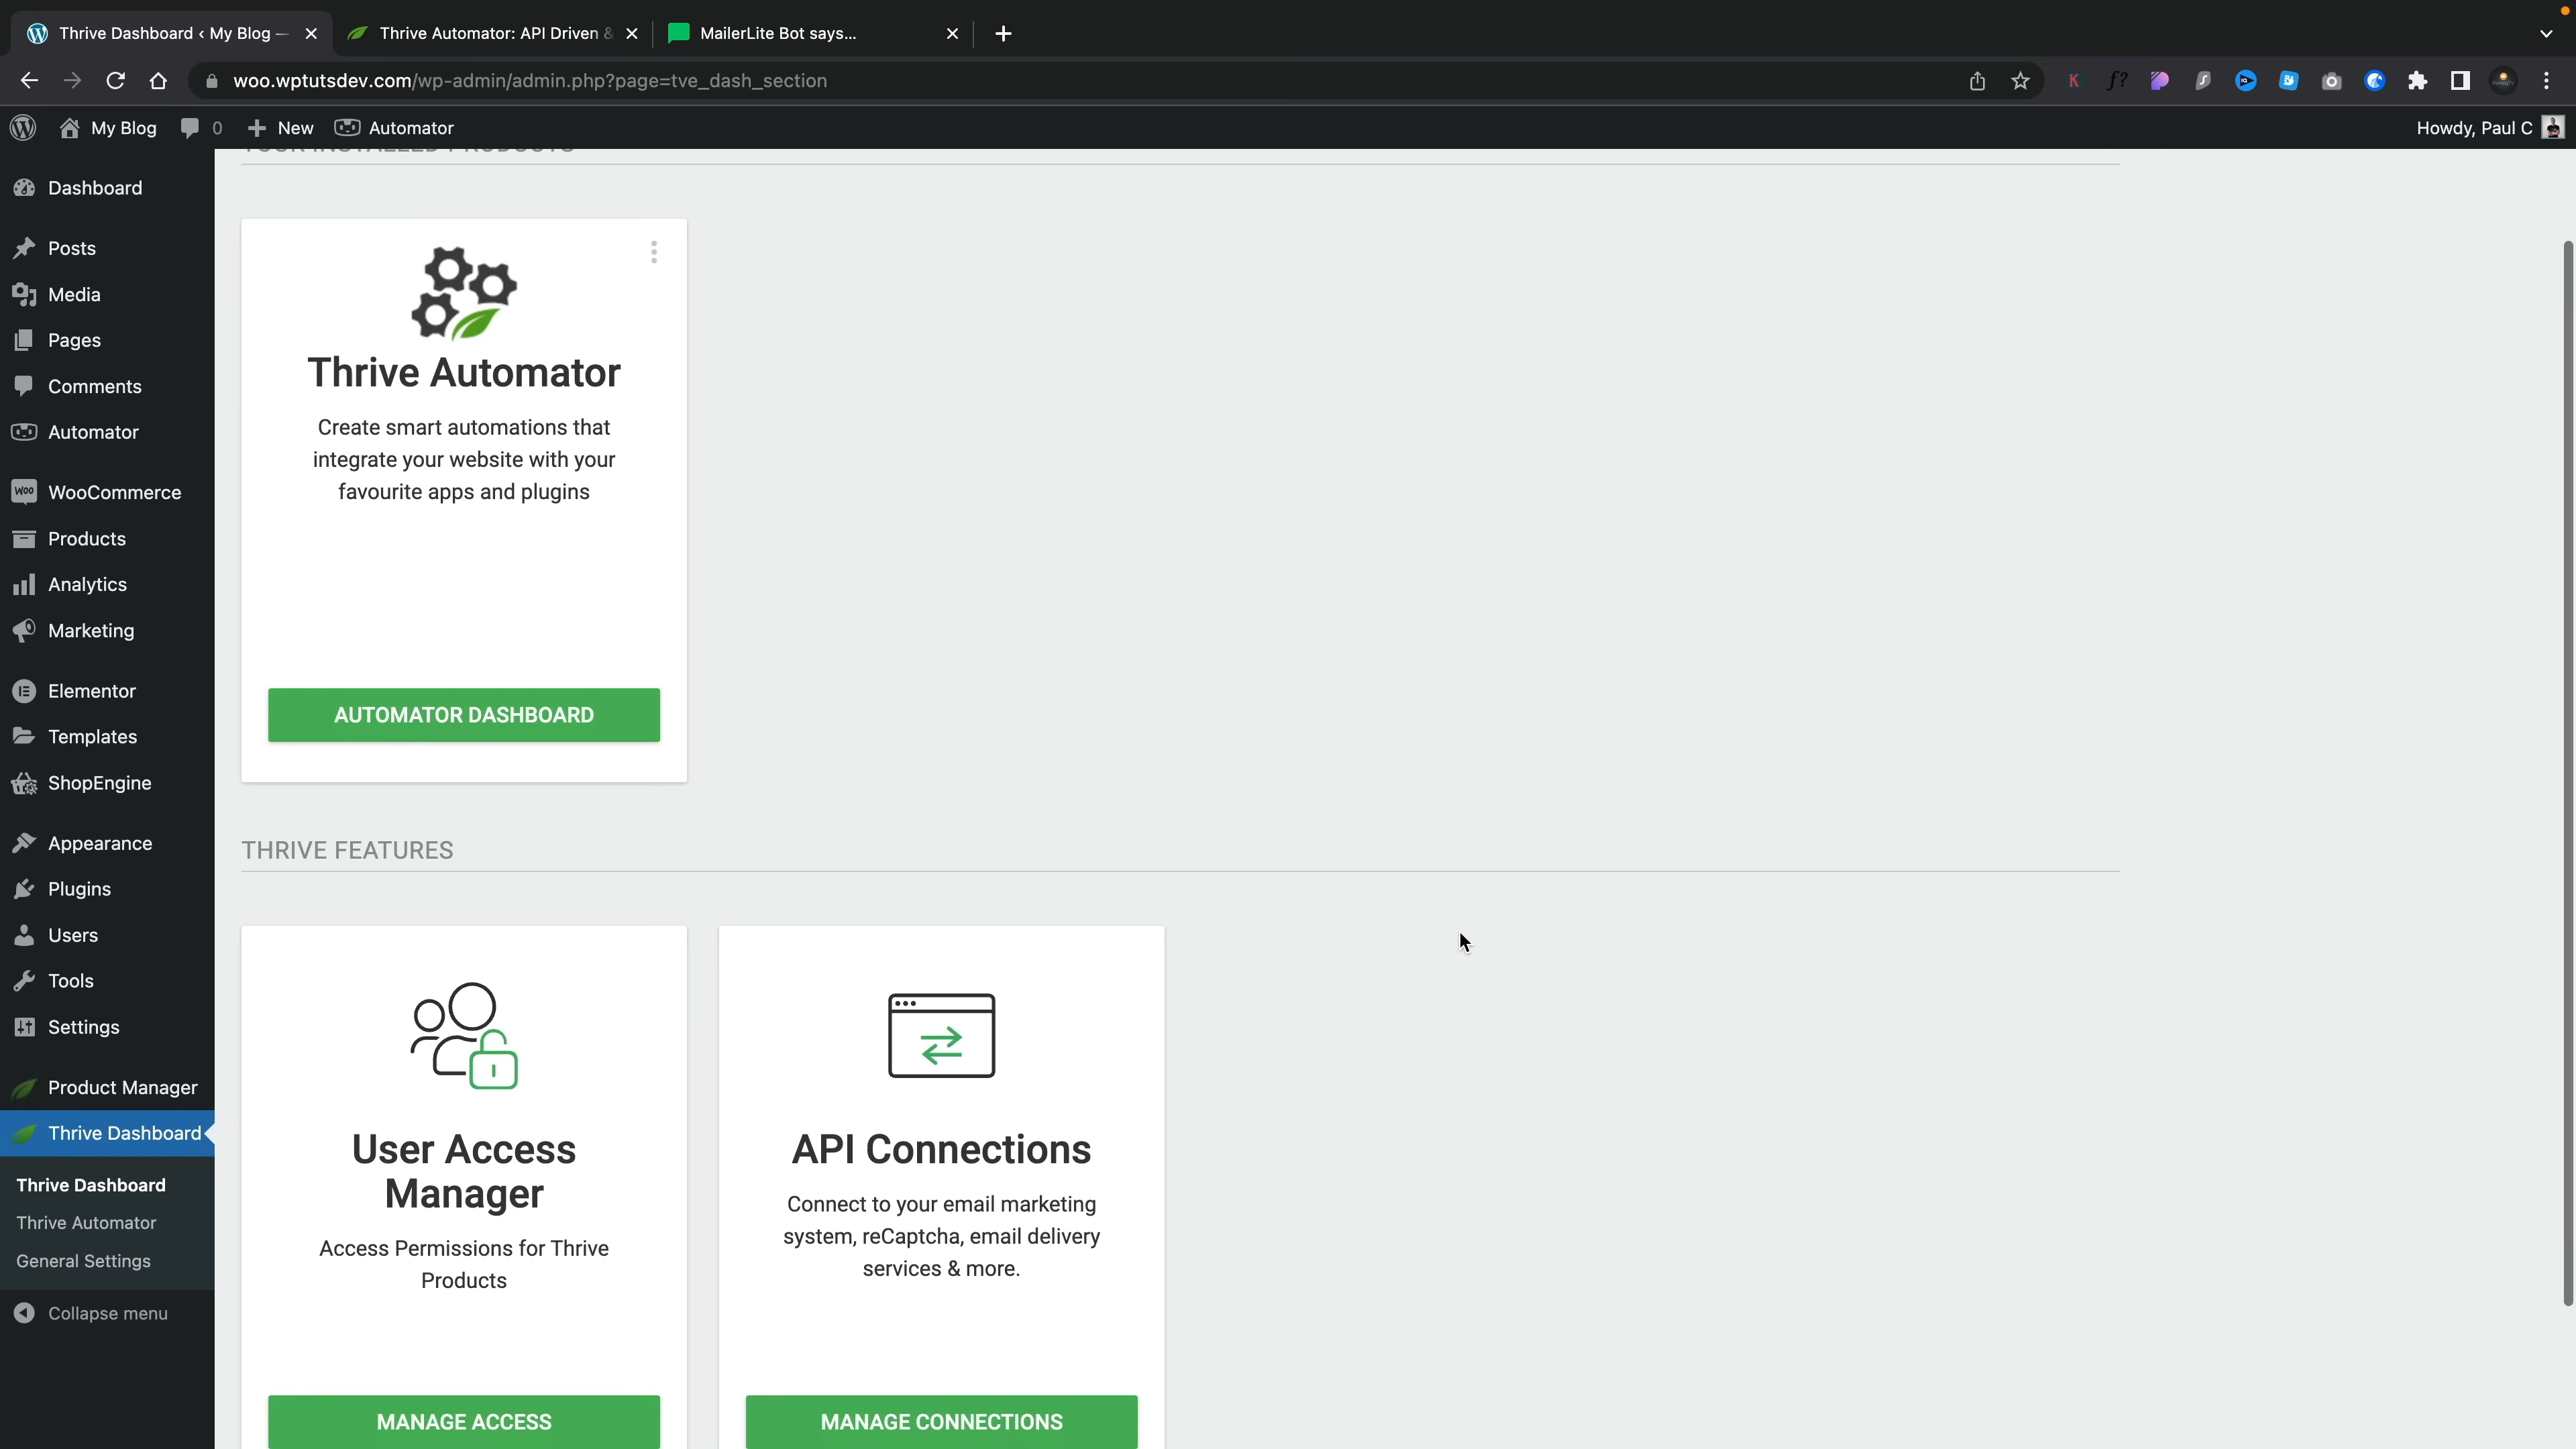 Thrive Dashboard ‹ My Blog —
Thrive Automator: API Driven &
MailerLite Bot says...
woo.wptutsdev.com/wp-admin/admin.php?page=tve_dash_section
My Blog
0
New
Automator
Howdy, Paul C
Dashboard
Posts
Media
Pages
Comments
Automator
WooCommerce
Products
Analytics
Marketing
Elementor
Templates
ShopEngine
Appearance
Plugins
Users
Tools
Settings
Product Manager
Thrive Dashboard
Thrive Dashboard
Thrive Automator
General Settings
Collapse menu
YOUR INSTALLED PRODUCTS
Thrive Automator
Create smart automations that
integrate your website with your
favourite apps and plugins
AUTOMATOR DASHBOARD
THRIVE FEATURES
User Access
Manager
Access Permissions for Thrive
Products
MANAGE ACCESS
API Connections
Connect to your email marketing
system, reCaptcha, email delivery
services & more.
MANAGE CONNECTIONS